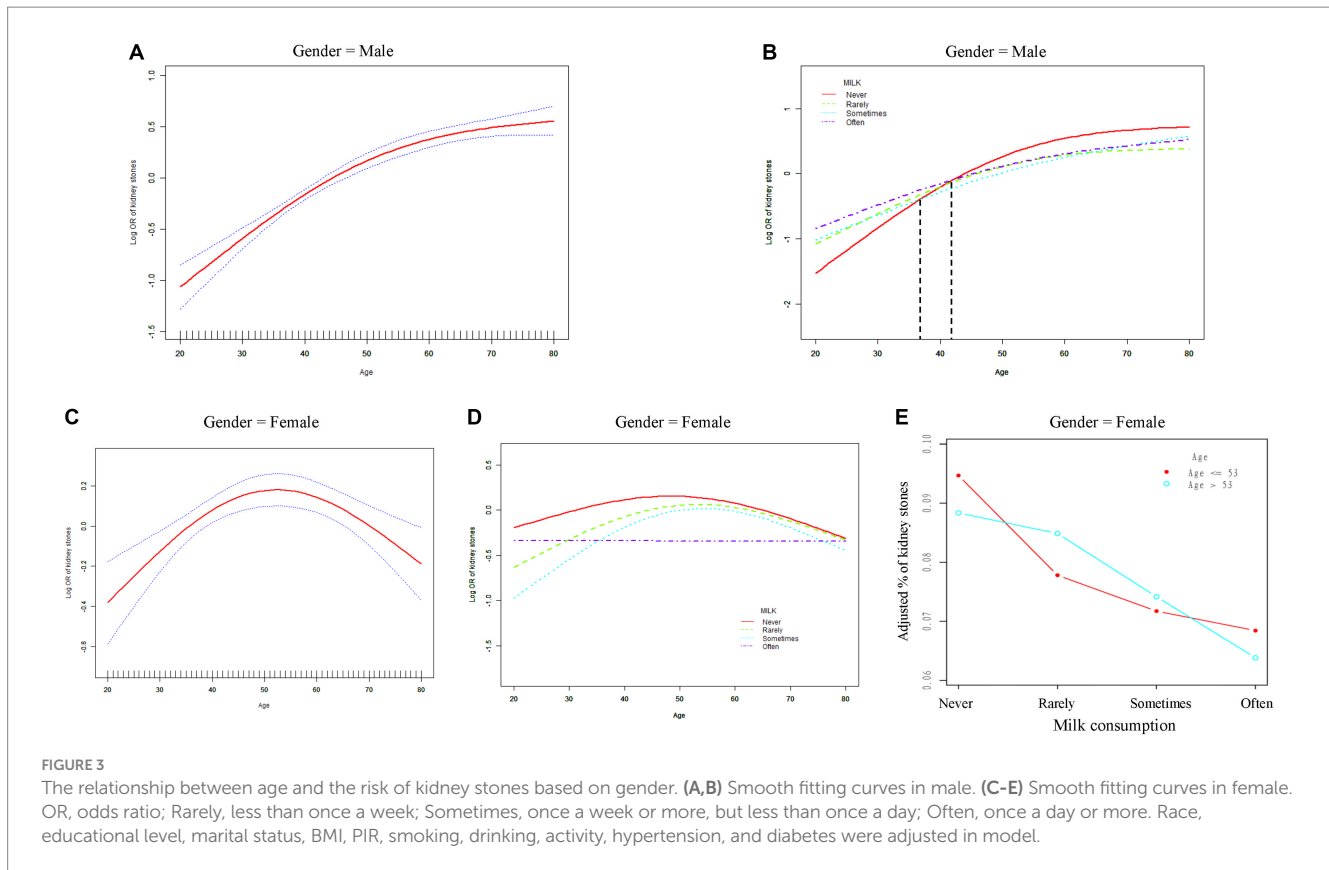 A
Gender = Male
1.0
0.5
0.0
-0.5
-1.0
-1.5
Log OR of kidney stones
20 30 40 50 60 70 80
Age
B
Gender = Male
MILK
Never
Rarely
Sometimes
Often
1
0
-1
-2
Log OR of kidney stones
20 30 40 50 60 70 80
Age
C
Gender = Female
0.2
0.0
-0.2
-0.4
-0.6
Log OR of kidney stones
20 30 40 50 60 70 80
Age
D
Gender = Female
0.5
0.0
-0.5
-1.0
-1.5
Log OR of kidney stones
MILK
Never
Rarely
Sometimes
Often
20 30 40 50 60 70 80
Age
E
Gender = Female
Age
Age <= 53
Age > 53
0.10
0.09
0.08
0.07
0.06
Adjusted % of kidney stones
Never Rarely Sometimes Often
Milk consumption
FIGURE 3
The relationship between age and the risk of kidney stones based on gender. (A,B) Smooth fitting curves in male. (C-E) Smooth fitting curves in female.
OR, odds ratio; Rarely, less than once a week; Sometimes, once a week or more, but less than once a day; Often, once a day or more. Race,
educational level, marital status, BMI, PIR, smoking, drinking, activity, hypertension, and diabetes were adjusted in model.